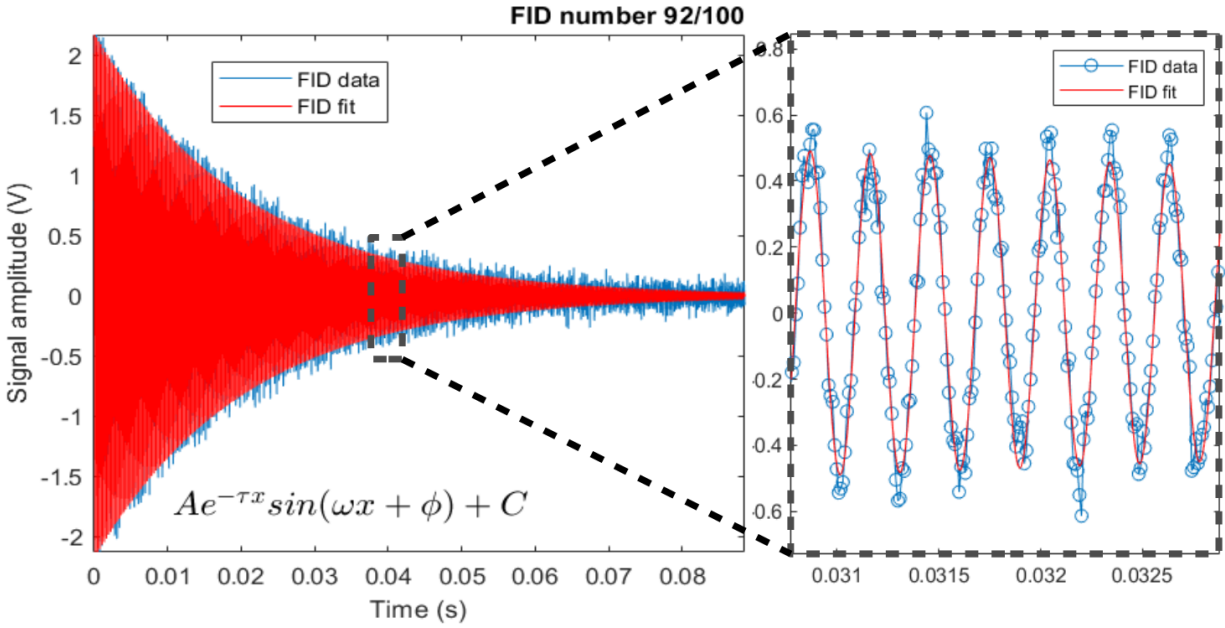 FID number 92/100
Signal amplitude (V)
2
1.5
1
0.5
0
-0.5
-1
-1.5
-2
FID data
FID fit
Ae^{-τx}sin(ωx + ϕ) + C
0 0.01 0.02 0.03 0.04 0.05 0.06 0.07 0.08
Time (s)
0.8
0.6
0.4
0.2
0
-0.2
-0.4
-0.6
FID data
FID fit
0.031 0.0315 0.032 0.0325